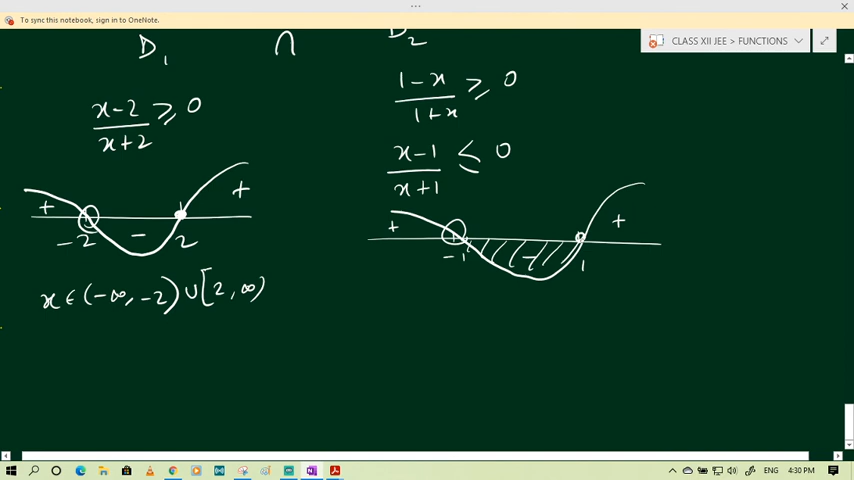 To sync this notebook, sign in to OneNote.
CLASS XII JEE > FUNCTIONS
D₁ ∩ D₂
(x-2)/(x+2) ≥ 0
(1-x)/(1+x) ≥ 0
(x-1)/(x+1) ≤ 0
+ - +
-2 2
+ - +
-1 1
x ∈ (-∞, -2) ∪ [2, ∞)
ENG 4:30 PM